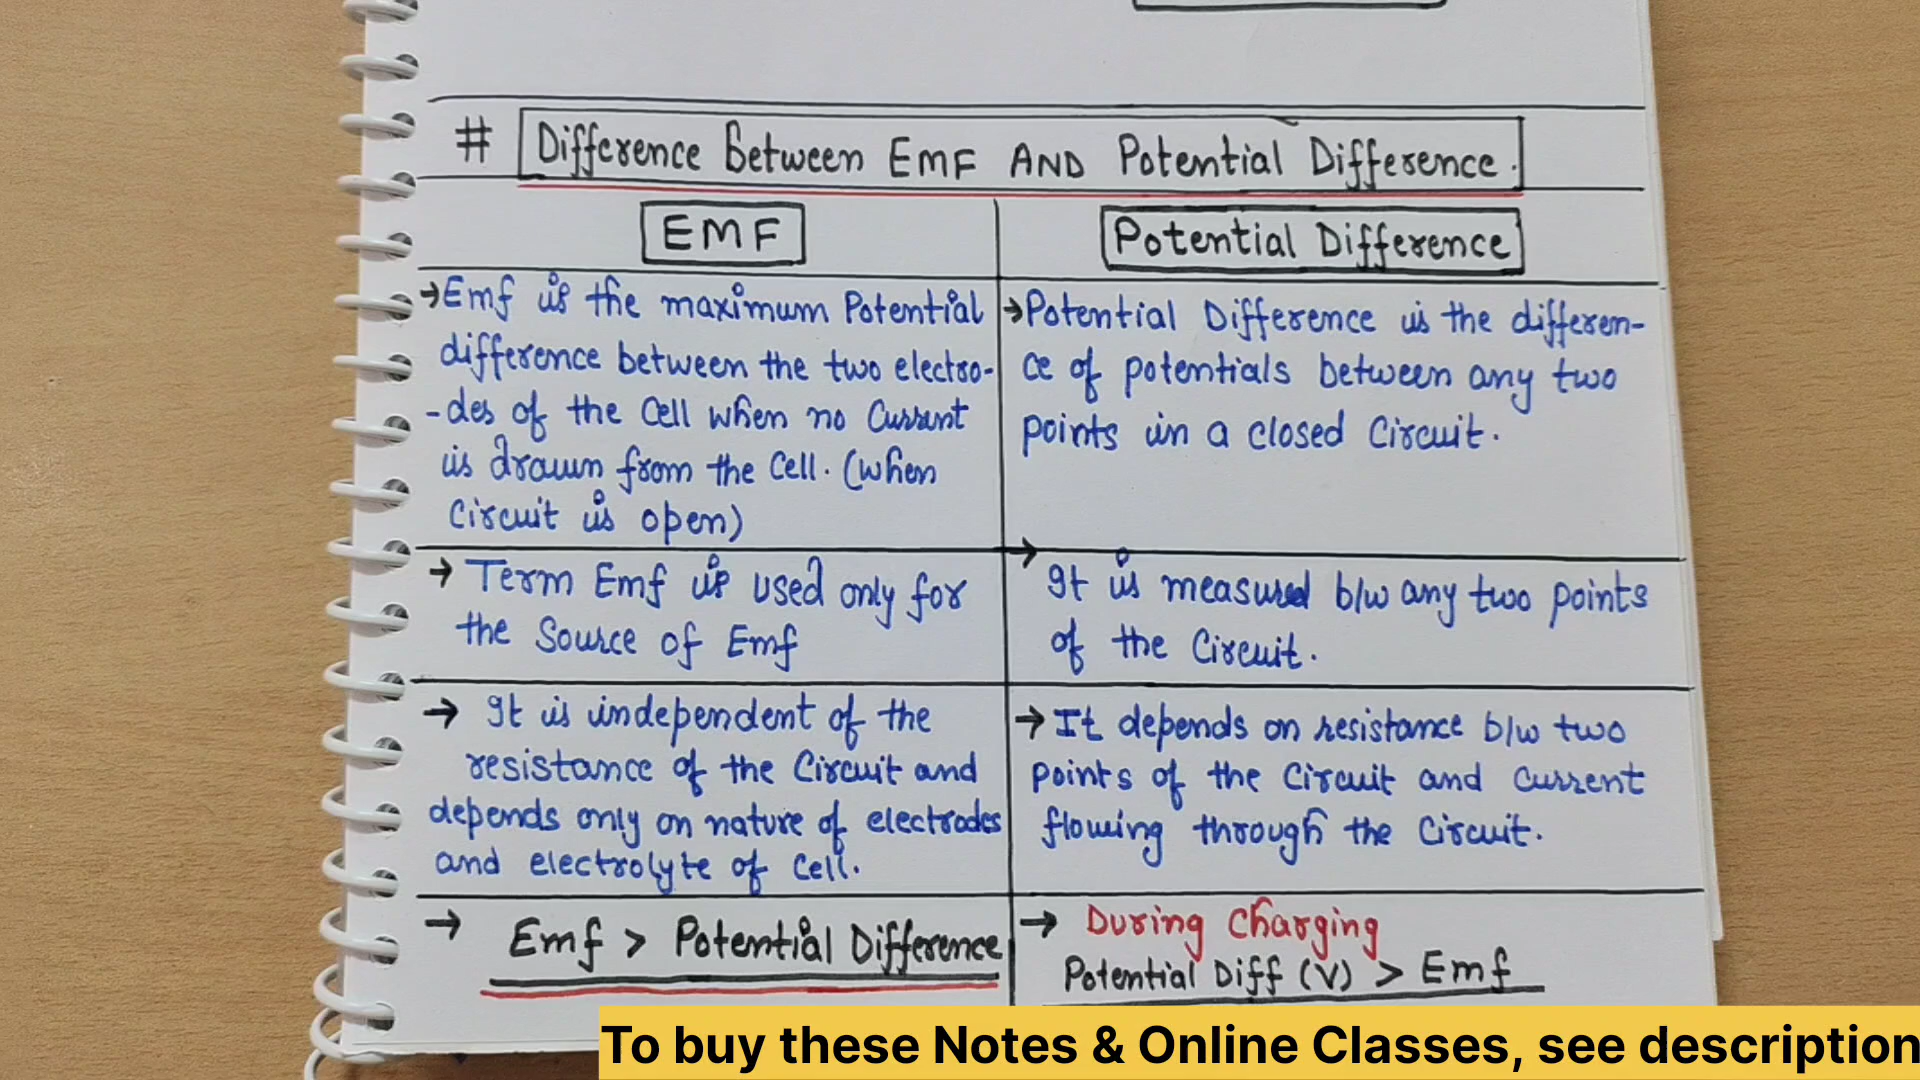 # Difference between EMF AND Potential Difference.
EMF
Potential Difference
→ Emf is the maximum Potential
difference between the two electro-
-des of the Cell when no Current
is drawn from the Cell. (when
Circuit is open)
→ Potential Difference is the differen-
ce of potentials between any two
points in a closed Circuit.
→ Term Emf is used only for
the Source of Emf
→ It is measured b/w any two points
of the Circuit.
→ It is independent of the
resistance of the Circuit and
depends only on nature of electrodes
and electrolyte of Cell.
→ It depends on resistance b/w two
points of the Circuit and Current
flowing through the Circuit.
→ Emf > Potential Difference
→ During Charging
Potential Diff (V) > Emf
To buy these Notes & Online Classes, see description